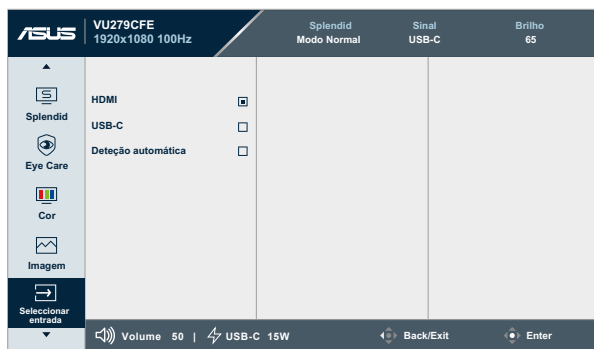 ASUS
VU279CFE
1920x1080 100Hz
Splendid
Modo Normal
Sinal
USB-C
Brilho
65
Splendid
Eye Care
Cor
Imagem
Seleccionar
entrada
HDMI
USB-C
Deteção automática
Volume 50 | USB-C 15W
Back/Exit
Enter